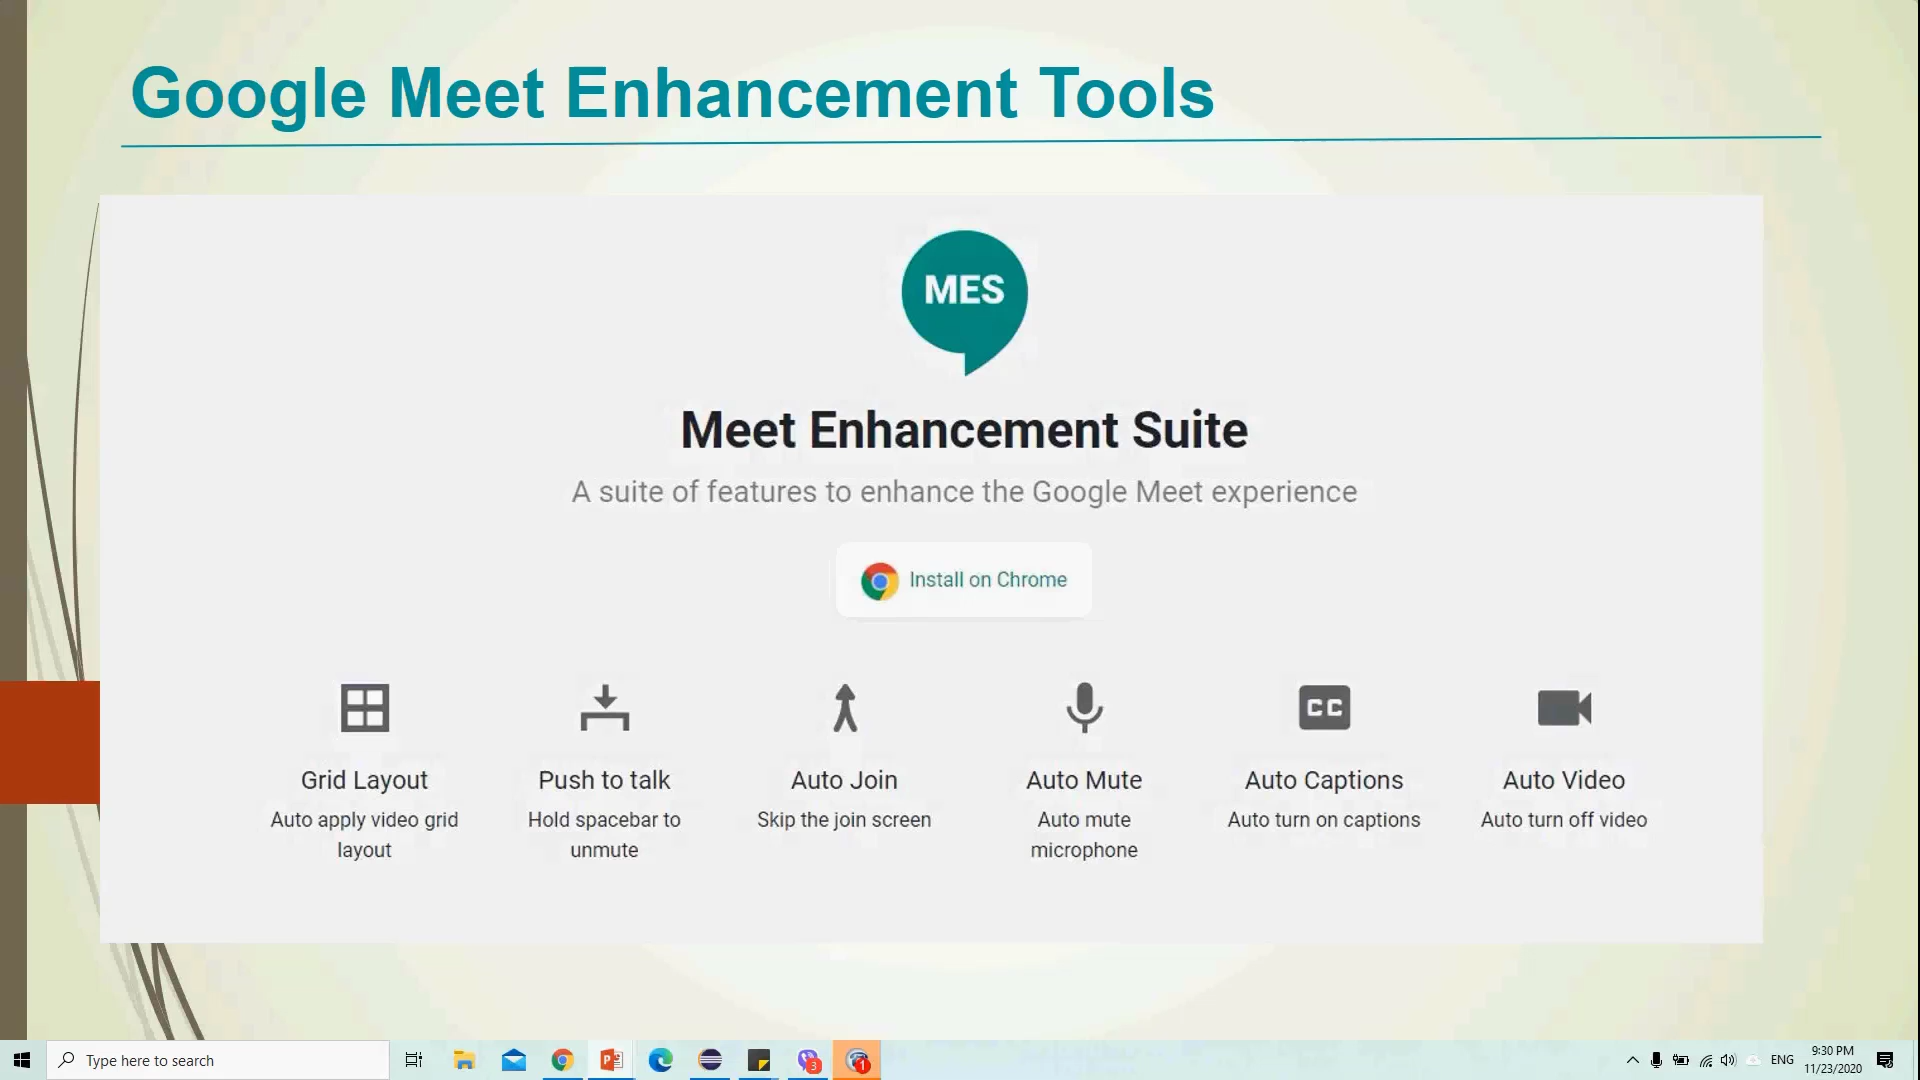 Google Meet Enhancement Tools
MES
Meet Enhancement Suite
A suite of features to enhance the Google Meet experience
Install on Chrome
Grid Layout
Auto apply video grid
layout
Push to talk
Hold spacebar to
unmute
Auto Join
Skip the join screen
Auto Mute
Auto mute
microphone
CC
Auto Captions
Auto turn on captions
Auto Video
Auto turn off video
Type here to search
3
1
ENG
9:30 PM
11/23/2020